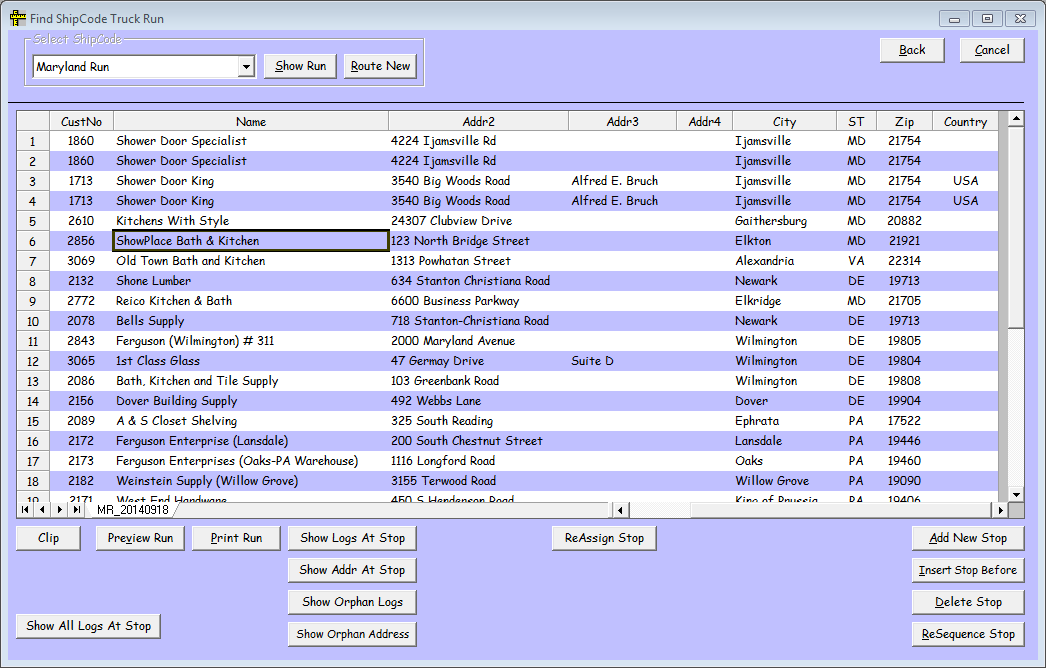 Find ShipCode Truck Run
Select ShipCode
Maryland Run Show Run Route New Back Cancel
CustNo Name Addr2 Addr3 Addr4 City ST Zip Country
1 1860 Shower Door Specialist 4224 Ijamsville Rd Ijamsville MD 21754
2 1860 Shower Door Specialist 4224 Ijamsville Rd Ijamsville MD 21754
3 1713 Shower Door King 3540 Big Woods Road Alfred E. Bruch Ijamsville MD 21754 USA
4 1713 Shower Door King 3540 Big Woods Road Alfred E. Bruch Ijamsville MD 21754 USA
5 2610 Kitchens With Style 24307 Clubview Drive Gaithersburg MD 20882
6 2856 ShowPlace Bath & Kitchen 123 North Bridge Street Elkton MD 21921
7 3069 Old Town Bath and Kitchen 1313 Powhatan Street Alexandria VA 22314
8 2132 Shone Lumber 634 Stanton Christiana Road Newark DE 19713
9 2772 Reico Kitchen & Bath 6600 Business Parkway Elkridge MD 21705
10 2078 Bells Supply 718 Stanton-Christiana Road Newark DE 19713
11 2843 Ferguson (Wilmington) # 311 2000 Maryland Avenue Wilmington DE 19805
12 3065 1st Class Glass 47 Germay Drive Suite D Wilmington DE 19804
13 2086 Bath, Kitchen and Tile Supply 103 Greenbank Road Wilmington DE 19808
14 2156 Dover Building Supply 492 Webbs Lane Dover DE 19904
15 2089 A & S Closet Shelving 325 South Reading Ephrata PA 17522
16 2172 Ferguson Enterprise (Lansdale) 200 South Chestnut Street Lansdale PA 19446
17 2173 Ferguson Enterprises (Oaks-PA Warehouse) 1116 Longford Road Oaks PA 19460
18 2182 Weinstein Supply (Willow Grove) 3155 Terwood Road Willow Grove PA 19090
19 2171 West End Hardware 450 S Henderson Road King of Prussia PA 19406
MR_20140918
Clip Preview Run Print Run Show Logs At Stop ReAssign Stop Add New Stop
Show Addr At Stop Insert Stop Before
Show Orphan Logs Delete Stop
Show All Logs At Stop Show Orphan Address ReSequence Stop